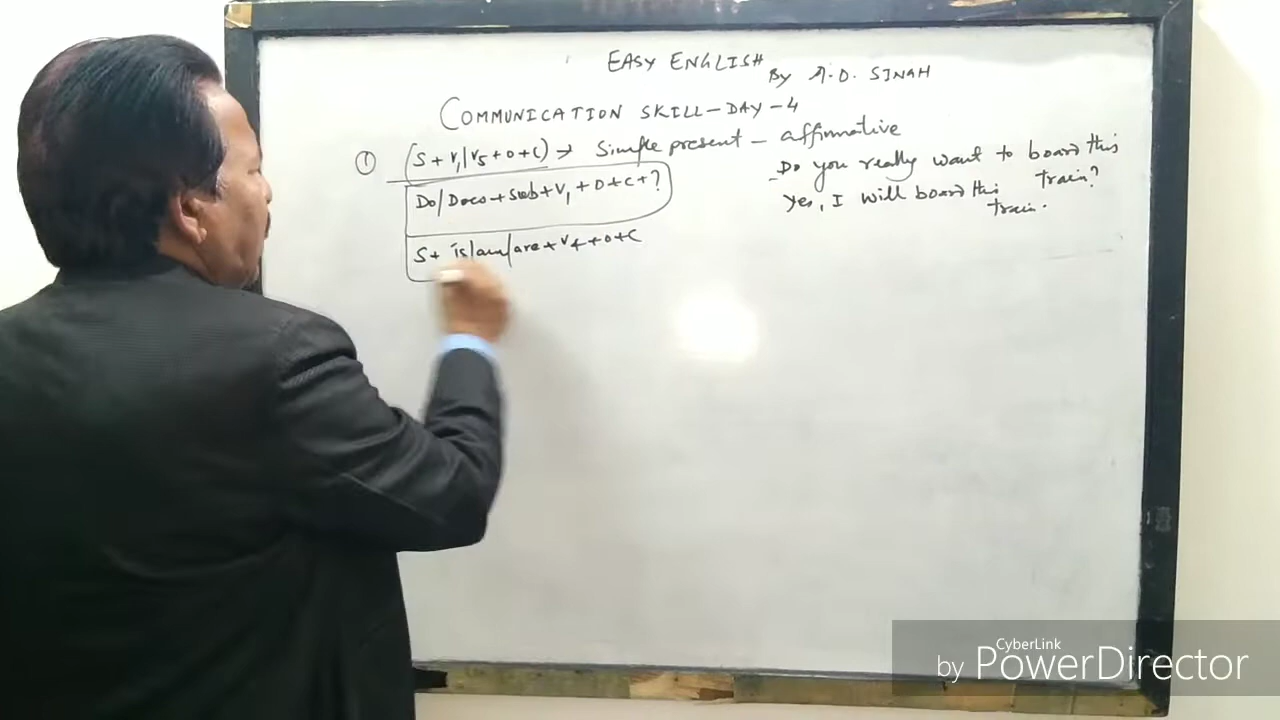 EASY ENGLISH
By A.D. SINAH
COMMUNICATION SKILL-DAY-4
① (S+V1/V5+O+C) → Simple present - affirmative
Do/Does+Sub+V1+O+C+?
S+ is/am/are+V4+O+C
-Do you really want to board this
train?
Yes, I will board this
train.
CyberLink
by PowerDirector